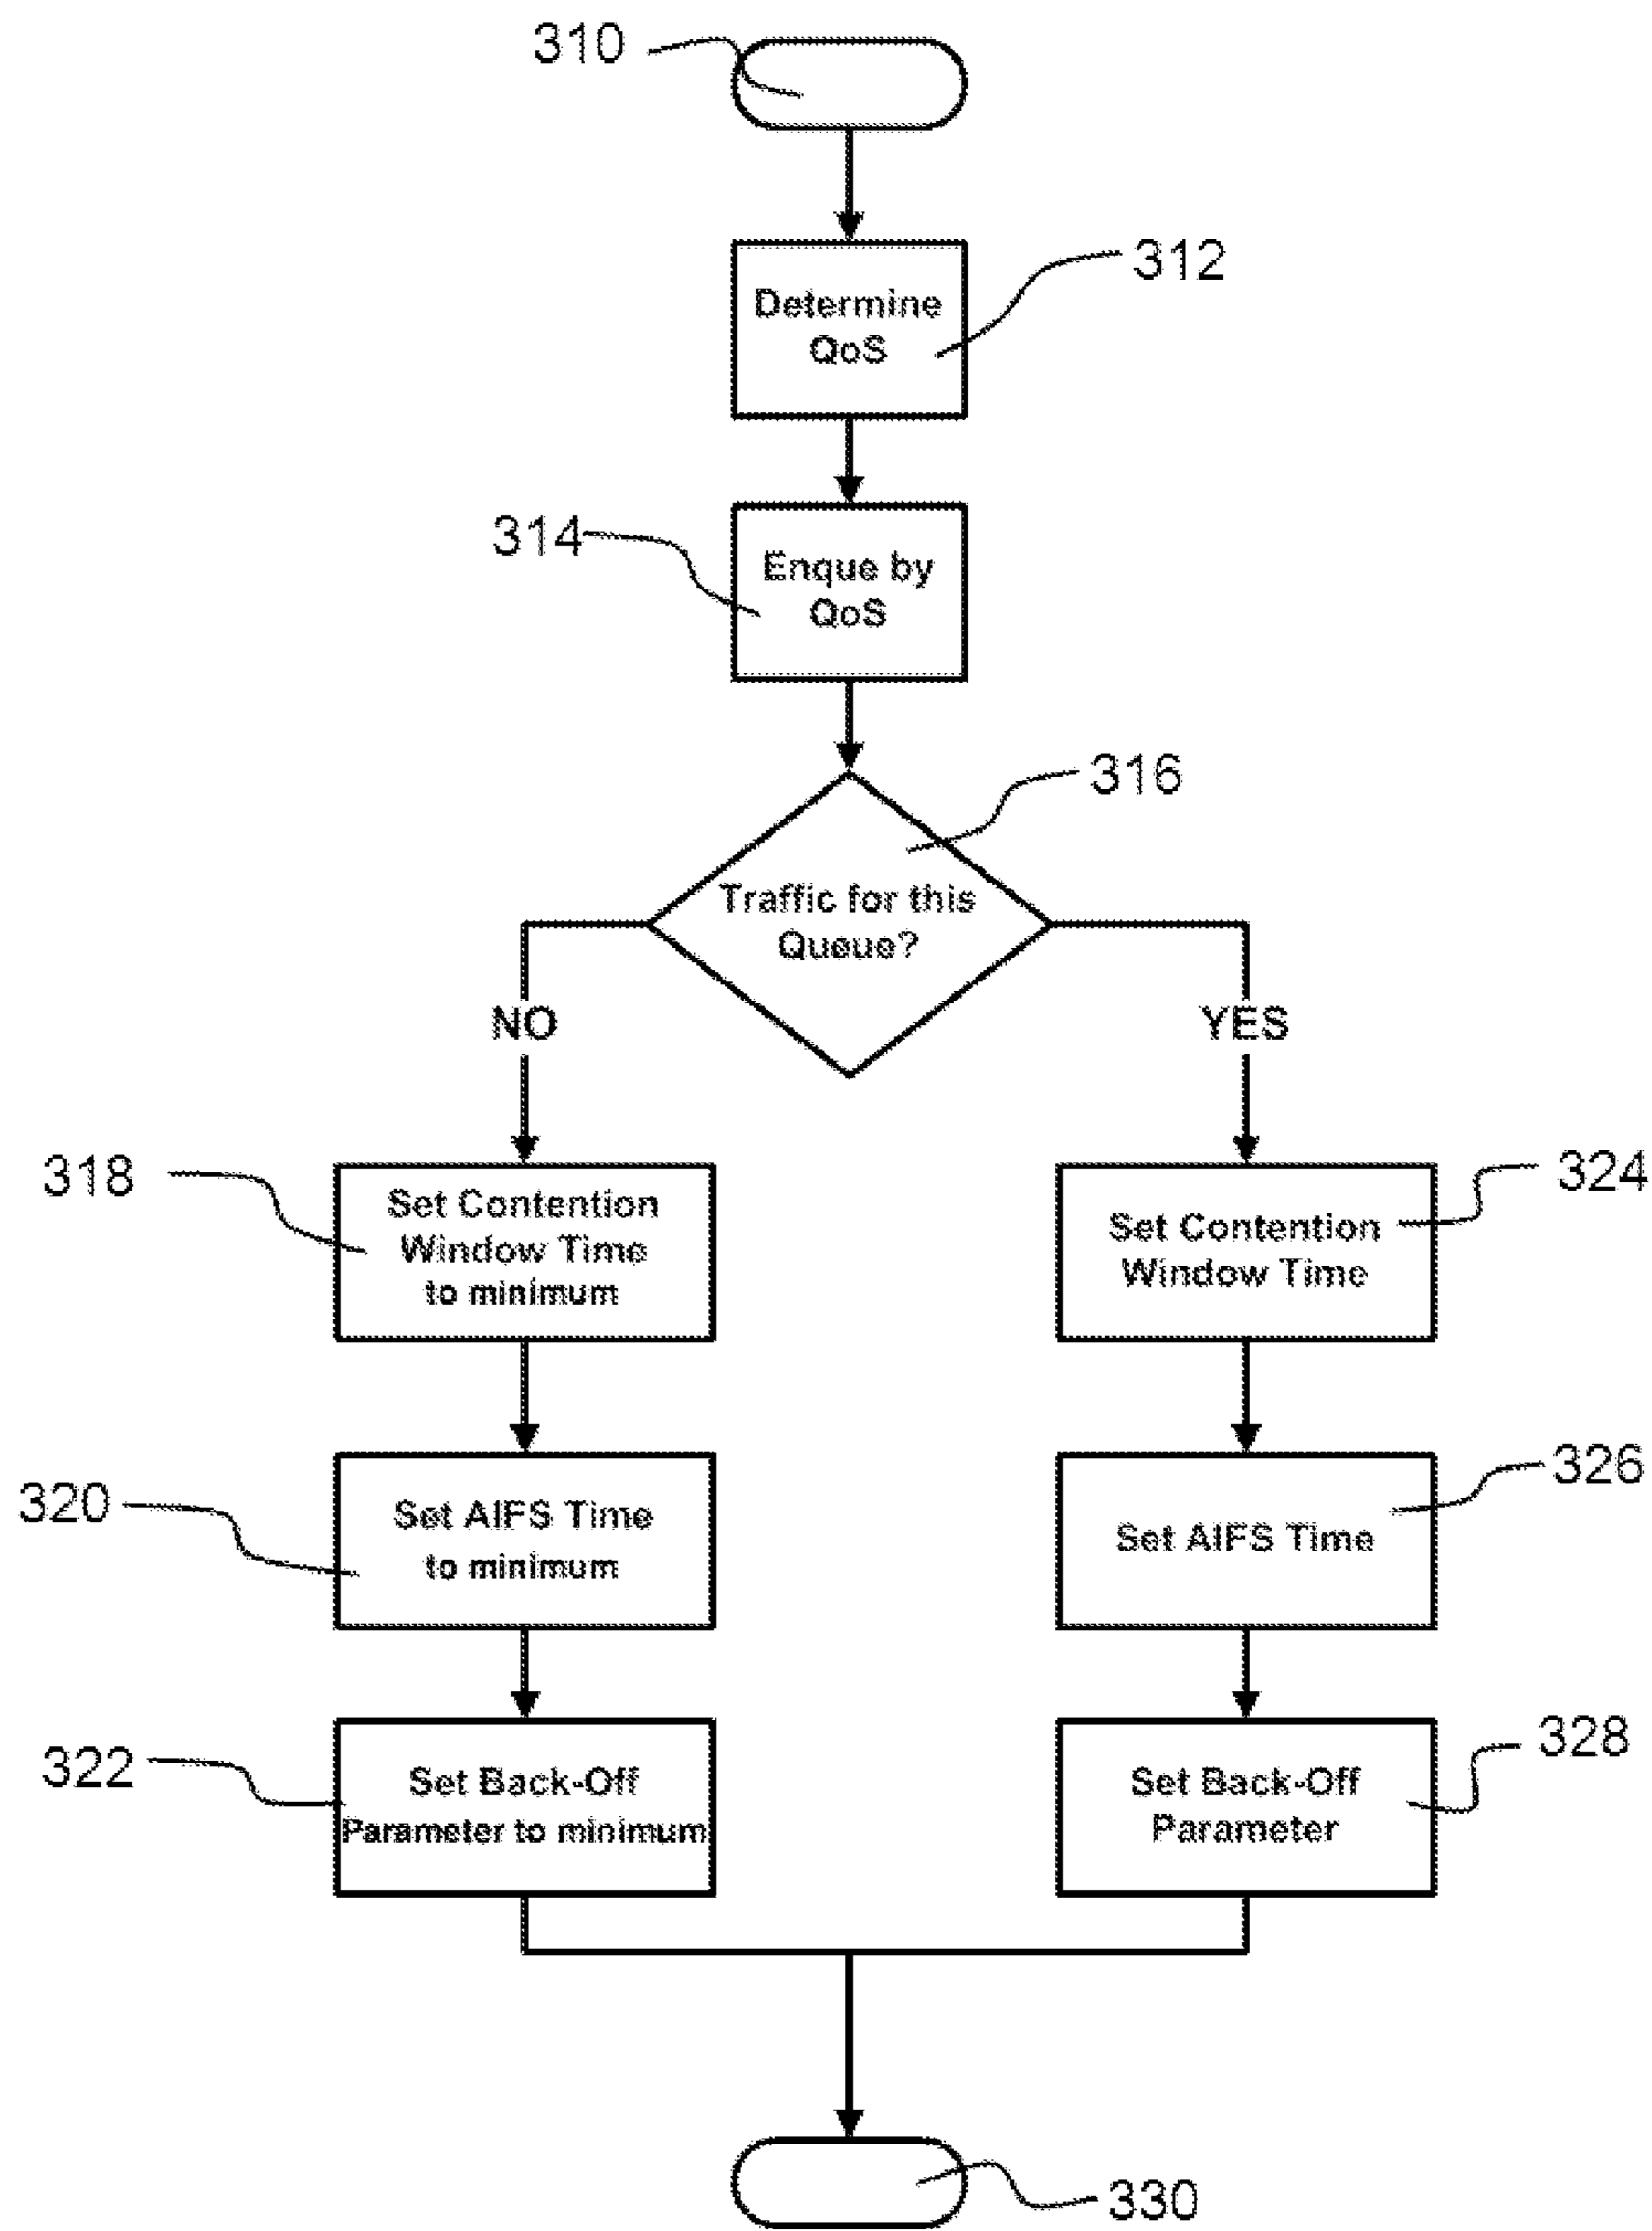 310
312
Determine
QoS
314
Enque by
QoS
316
Traffic for this
Queue?
NO
YES
318
Set Contention
Window Time
to minimum
324
Set Contention
Window Time
320
Set AIFS Time
to minimum
326
Set AIFS Time
322
Set Back-Off
Parameter to minimum
328
Set Back-Off
Parameter
330